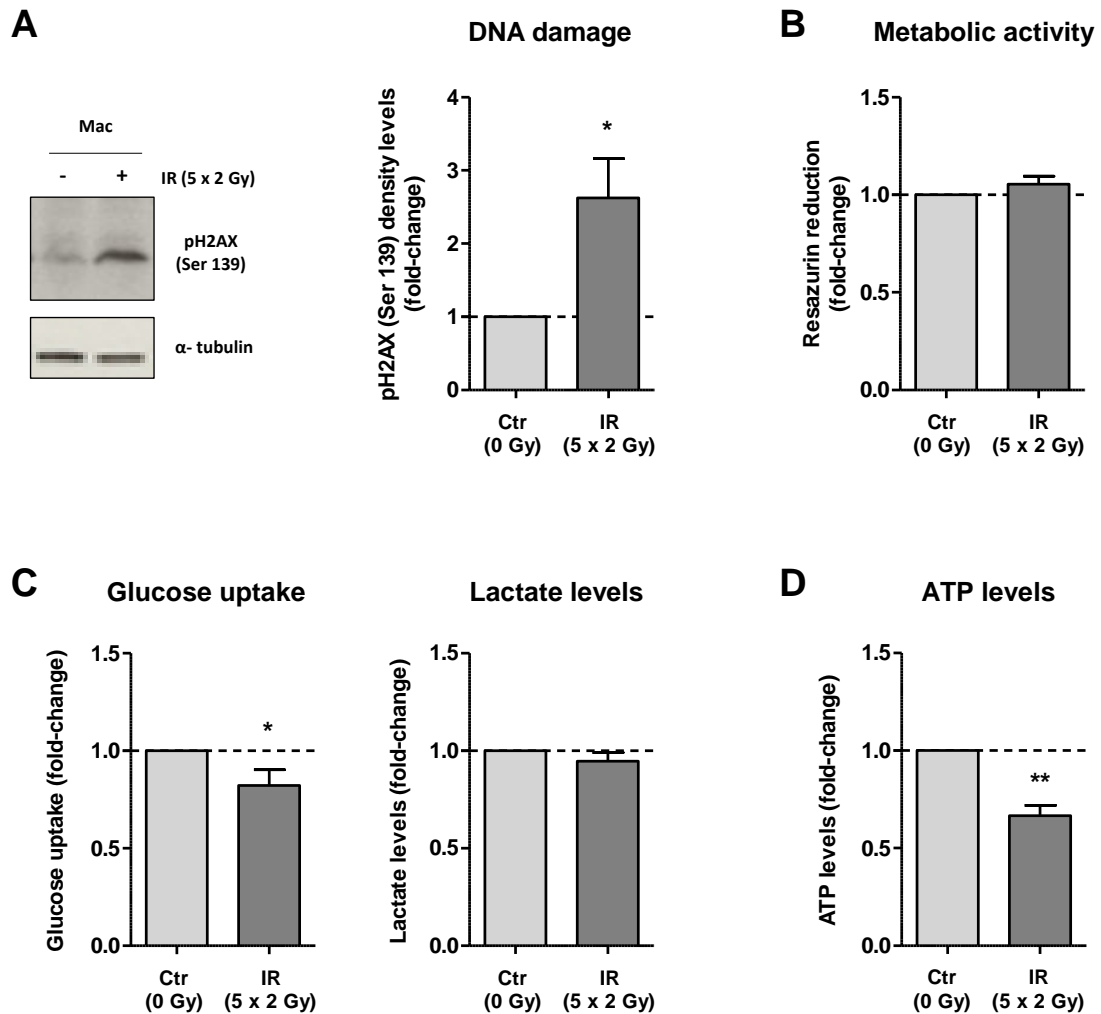 A
DNA damage
Mac
- + IR (5 x 2 Gy)
pH2AX
(Ser 139)
α- tubulin
pH2AX (Ser 139) density levels
(fold-change)
4
3
2
1
0
*
Ctr
(0 Gy)
IR
(5 x 2 Gy)
B
Metabolic activity
Resazurin reduction
(fold-change)
1.5
1.0
0.5
0.0
Ctr
(0 Gy)
IR
(5 x 2 Gy)
C
Glucose uptake
Glucose uptake (fold-change)
1.5
1.0
0.5
0.0
*
Ctr
(0 Gy)
IR
(5 x 2 Gy)
Lactate levels
Lactate levels (fold-change)
1.5
1.0
0.5
0.0
Ctr
(0 Gy)
IR
(5 x 2 Gy)
D
ATP levels
ATP levels (fold-change)
1.5
1.0
0.5
0.0
**
Ctr
(0 Gy)
IR
(5 x 2 Gy)